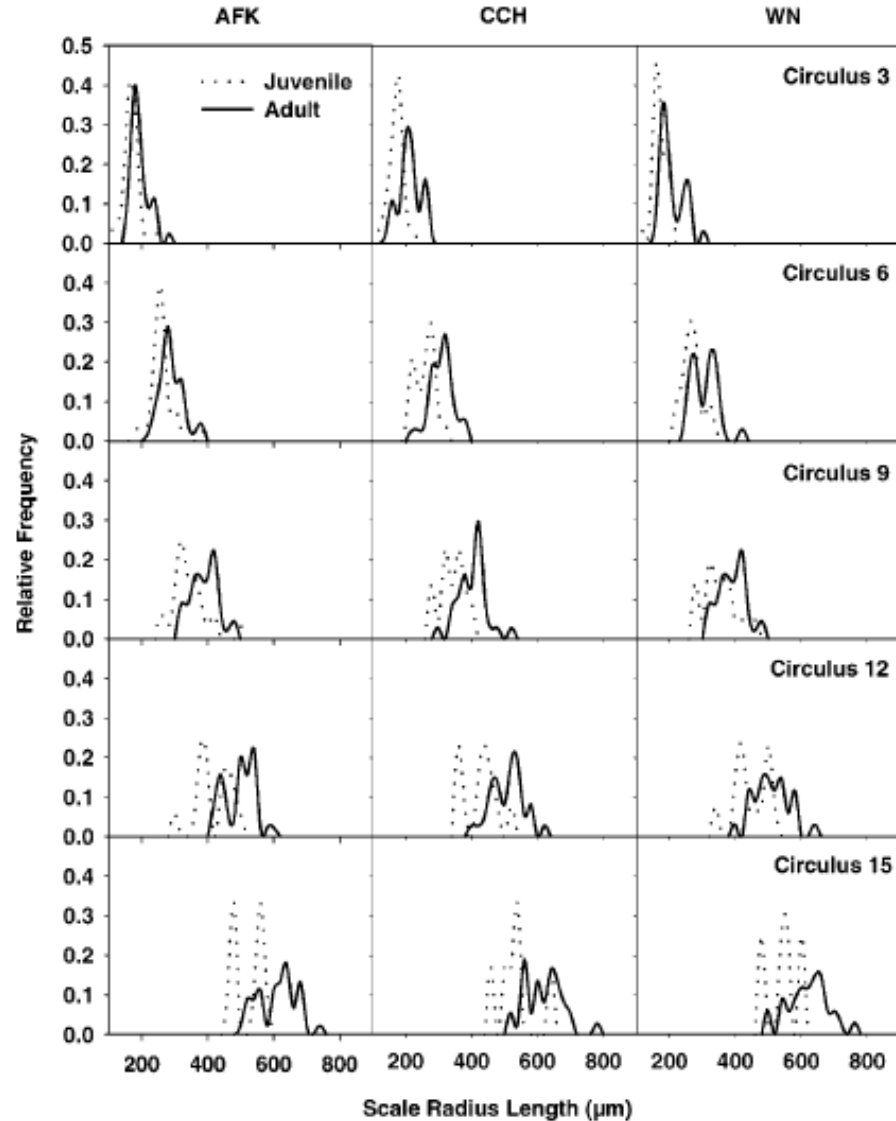 AFK CCH WN
0.5
0.4
0.3
0.2
0.1
0.0
Juvenile
Adult
Circulus 3
0.4
0.3
0.2
0.1
0.0
Circulus 6
0.4
0.3
0.2
0.1
0.0
Circulus 9
0.4
0.3
0.2
0.1
0.0
Circulus 12
0.4
0.3
0.2
0.1
0.0
Circulus 15
Relative Frequency
200 400 600 800 200 400 600 800 200 400 600 800
Scale Radius Length (µm)